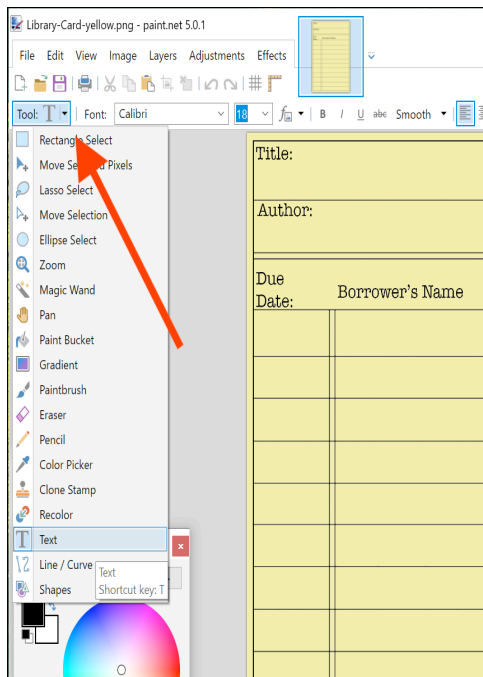 Library-Card-yellow.png - paint.net 5.0.1
File Edit View Image Layers Adjustments Effects
Tool: T Font: Calibri 18 fx B I U abc Smooth
Rectangle Select
Move Selected Pixels
Lasso Select
Move Selection
Ellipse Select
Zoom
Magic Wand
Pan
Paint Bucket
Gradient
Paintbrush
Eraser
Pencil
Color Picker
Clone Stamp
Recolor
Text
Line / Curve
Shapes
Text
Shortcut key: T
Title:
Author:
Due
Date:
Borrower's Name